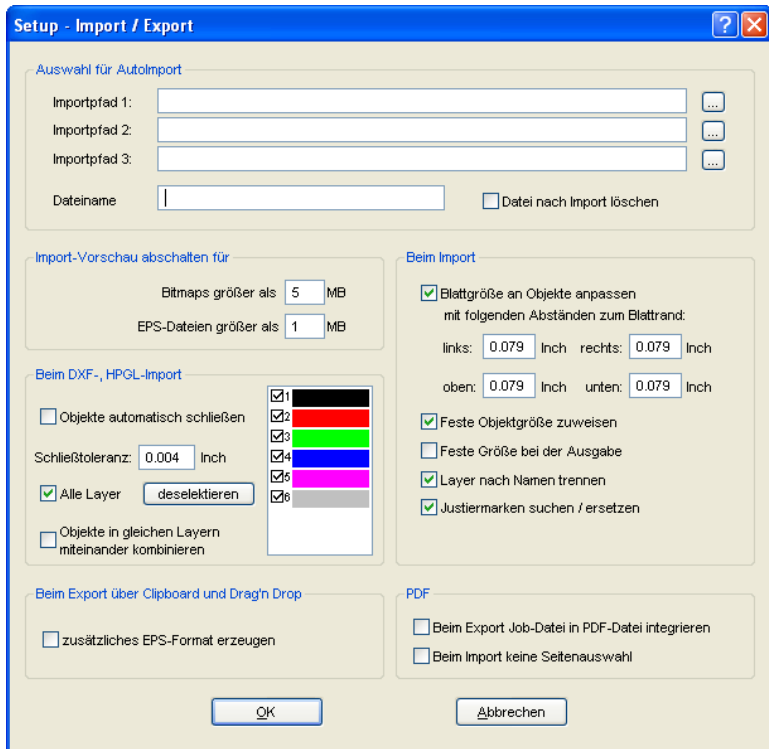 Setup - Import / Export
Auswahl für AutoImport
Importpfad 1:
...
Importpfad 2:
...
Importpfad 3:
...
Dateiname
Datei nach Import löschen
Import-Vorschau abschalten für
Bitmaps größer als 5 MB
EPS-Dateien größer als 1 MB
Beim DXF-, HPGL-Import
Objekte automatisch schließen
Schließtoleranz: 0.004 Inch
Alle Layer deselektieren
Objekte in gleichen Layern
miteinander kombinieren
1
2
3
4
5
6
Beim Import
Blattgröße an Objekte anpassen
mit folgenden Abständen zum Blattrand:
links: 0.079 Inch rechts: 0.079 Inch
oben: 0.079 Inch unten: 0.079 Inch
Feste Objektgröße zuweisen
Feste Größe bei der Ausgabe
Layer nach Namen trennen
Justiermarken suchen / ersetzen
Beim Export über Clipboard und Drag'n Drop
zusätzliches EPS-Format erzeugen
PDF
Beim Export Job-Datei in PDF-Datei integrieren
Beim Import keine Seitenauswahl
OK
Abbrechen